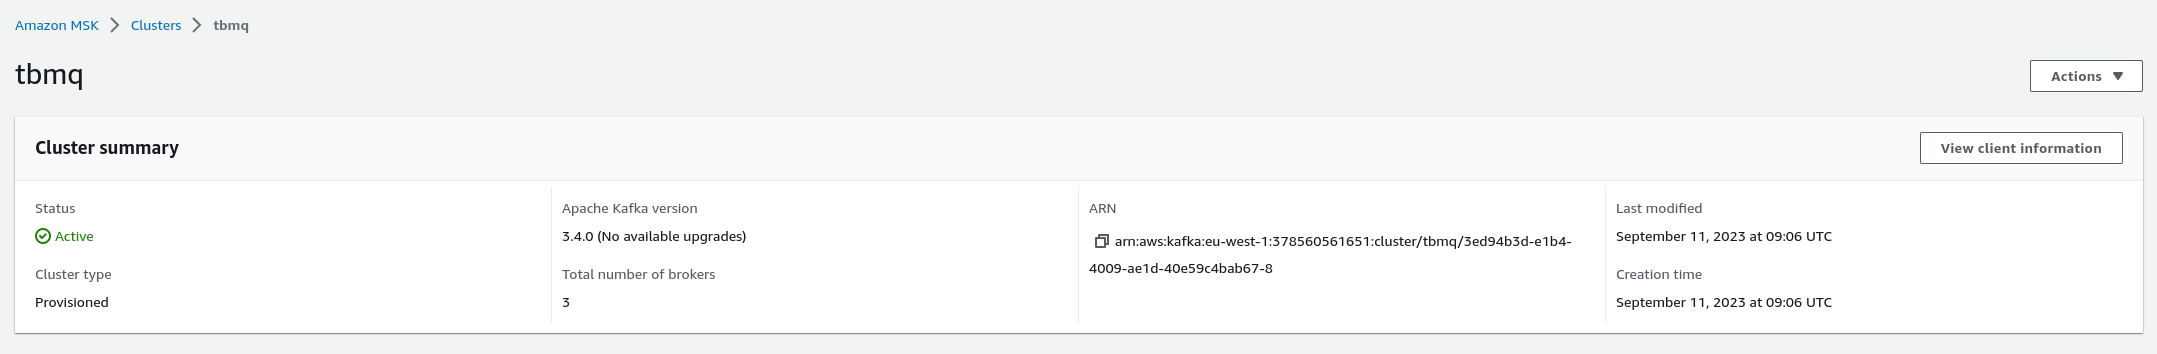 Amazon MSK > Clusters > tbmq
tbmq
Actions
Cluster summary
View client information
Status
Active
Cluster type
Provisioned
Apache Kafka version
3.4.0 (No available upgrades)
Total number of brokers
3
ARN
arn:aws:kafka:eu-west-1:378560561651:cluster/tbmq/3ed94b3d-e1b4-
4009-ae1d-40e59c4bab67-8
Last modified
September 11, 2023 at 09:06 UTC
Creation time
September 11, 2023 at 09:06 UTC